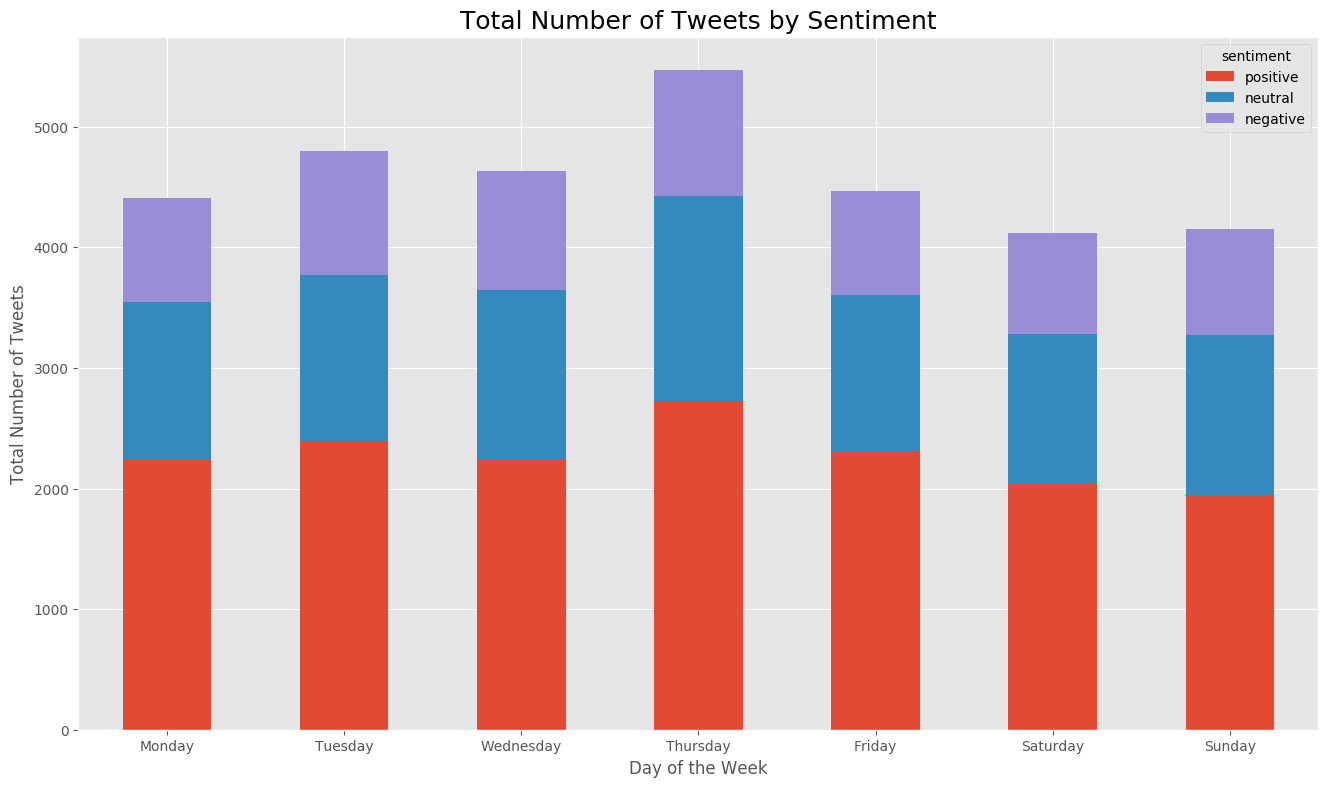 Total Number of Tweets by Sentiment
sentiment
positive
neutral
negative
Total Number of Tweets
5000
4000
3000
2000
1000
0
Monday Tuesday Wednesday Thursday Friday Saturday Sunday
Day of the Week